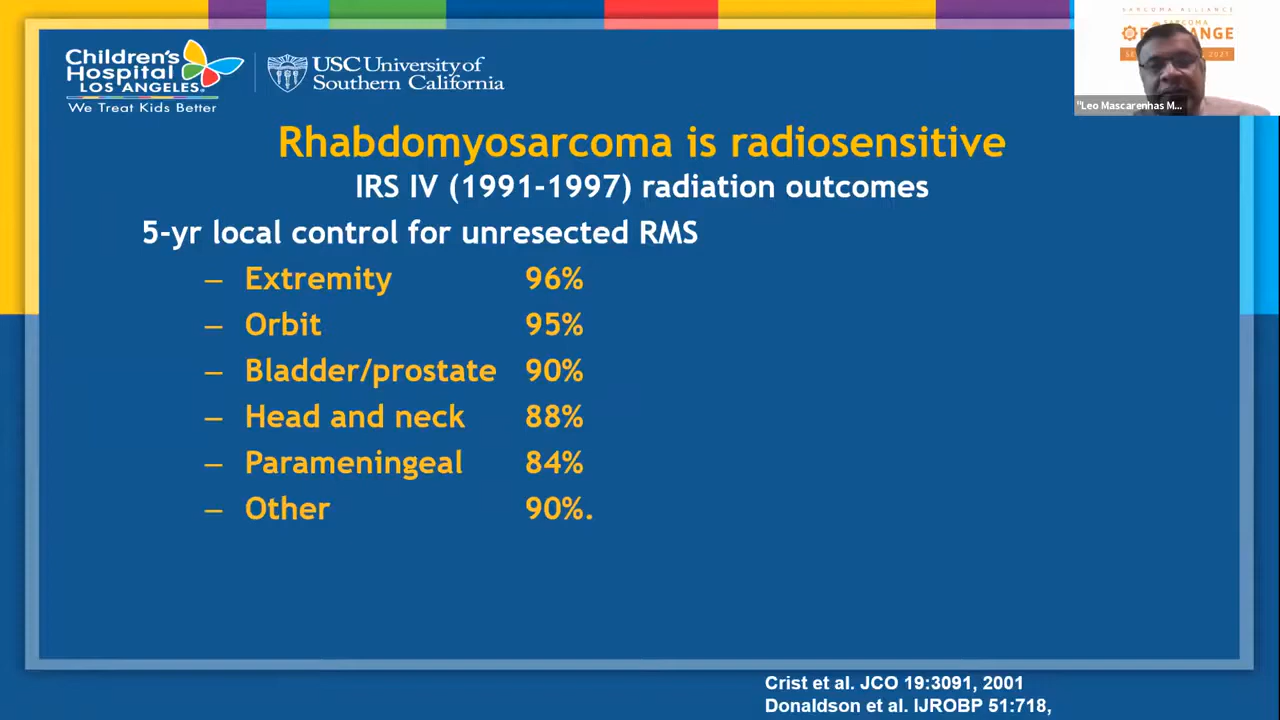 Children's
Hospital
LOS ANGELES®
We Treat Kids Better
USC University of
Southern California
SARCOMA ALLIANCE
SARCOMA
"Leo Mascarenhas M...
Rhabdomyosarcoma is radiosensitive
IRS IV (1991-1997) radiation outcomes
5-yr local control for unresected RMS
– Extremity 96%
– Orbit 95%
– Bladder/prostate 90%
– Head and neck 88%
– Parameningeal 84%
– Other 90%.
Crist et al. JCO 19:3091, 2001
Donaldson et al. IJROBP 51:718,